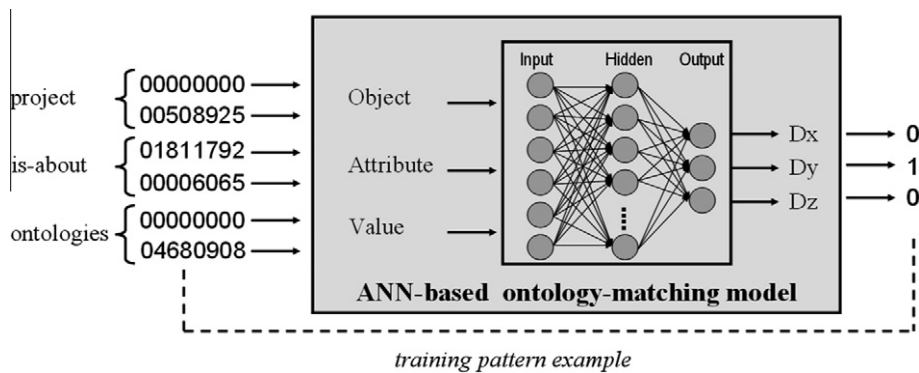 Input Hidden Output
project
00000000
00508925
Object
Dx
0
is-about
01811792
00006065
Attribute
Dy
1
ontologies
00000000
04680908
Value
Dz
0
ANN-based ontology-matching model
training pattern example